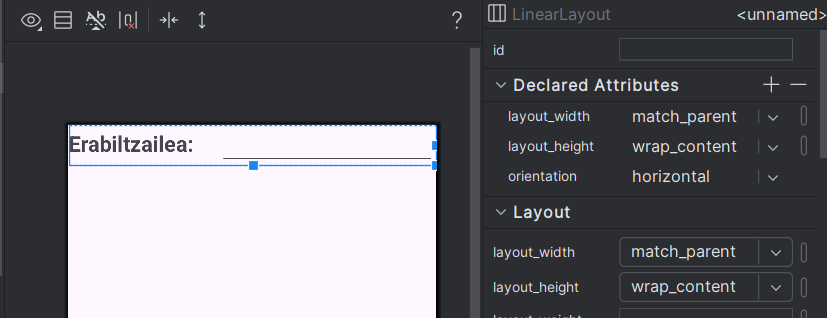 ?
LinearLayout <unnamed>
id
Declared Attributes
layout_width match_parent
layout_height wrap_content
orientation horizontal
Layout
layout_width match_parent
layout_height wrap_content
Erabiltzailea: